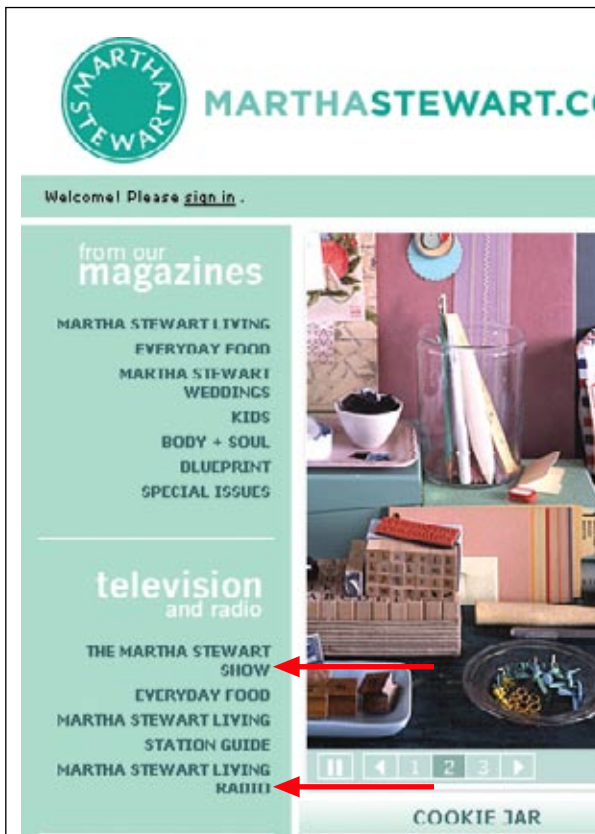 MARTHA
STEWART
MARTHASTEWART.CO
Welcome! Please sign in .
from our
magazines
MARTHA STEWART LIVING
EVERYDAY FOOD
MARTHA STEWART
WEDDINGS
KIDS
BODY + SOUL
BLUEPRINT
SPECIAL ISSUES
television
and radio
THE MARTHA STEWART
SHOW
EVERYDAY FOOD
MARTHA STEWART LIVING
STATION GUIDE
MARTHA STEWART LIVING
RADIO
1 2 3
COOKIE JAR